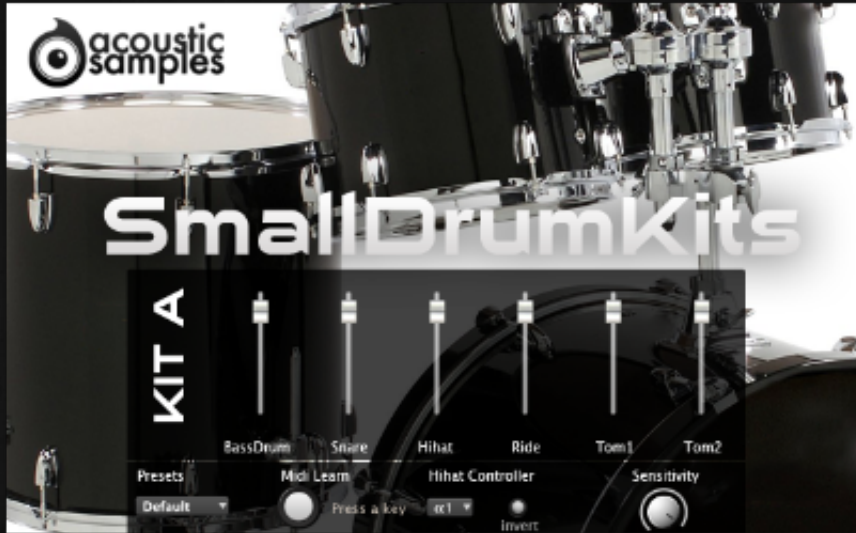 acoustic
samples
SmallDrumKits
KIT A
BassDrum Snare Hihat Ride Tom1 Tom2
Presets Midi Learn Hihat Controller Sensitivity
Default Press a key cc1
invert